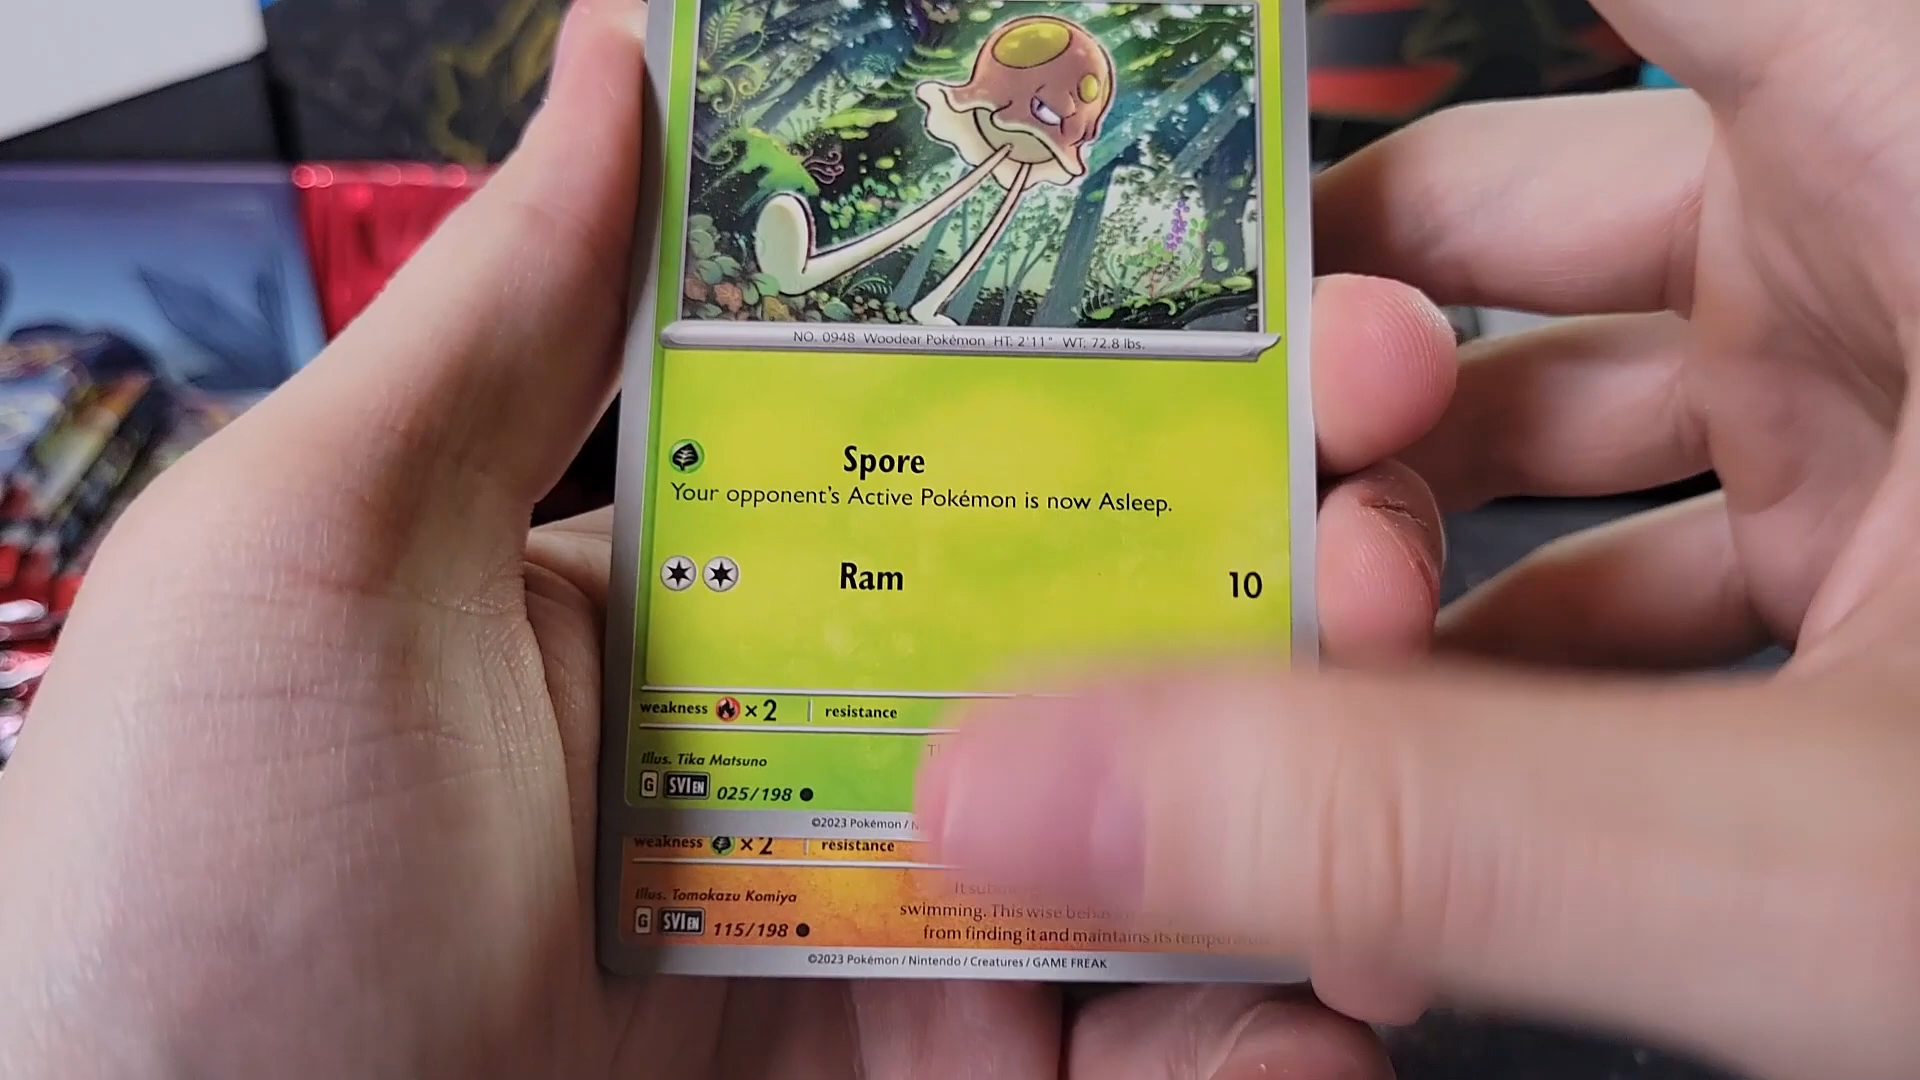 NO. 0948 Woodear Pokémon HT: 2'11" WT: 72.8 lbs.
Spore
Your opponent's Active Pokémon is now Asleep.
Ram 10
weakness ×2 resistance
Illus. Tika Matsuno
G SVI EN 025/198
©2023 Pokémon /
weakness ×2 resistance
Illus. Tomokazu Komiya
It
swimming. This wise
G SVI EN 115/198
from finding it and maintains its
©2023 Pokémon / Nintendo / Creatures / GAME FREAK